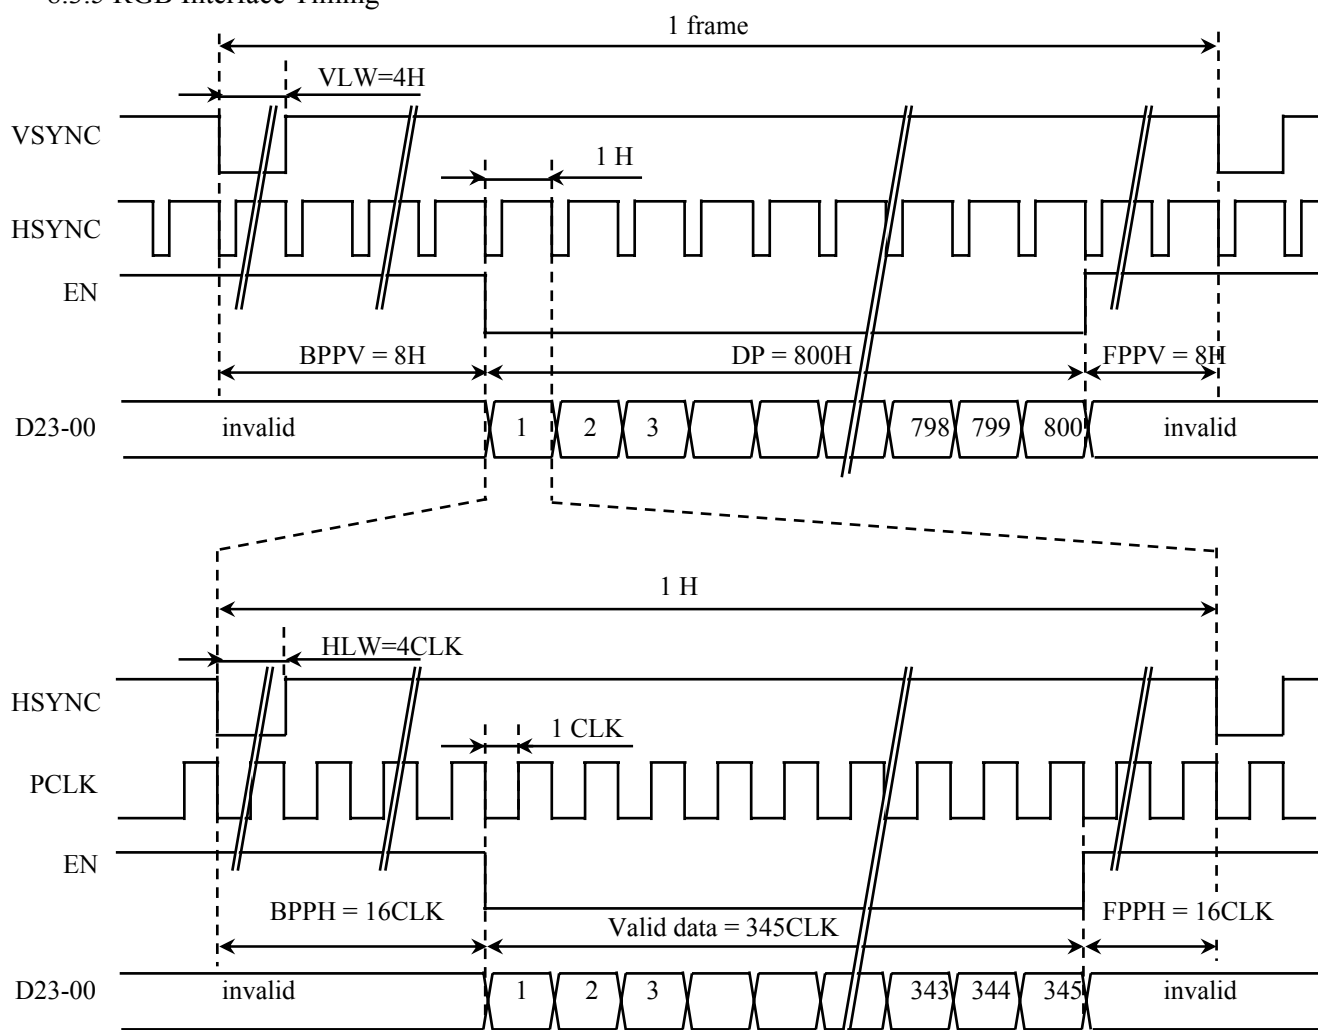 6.3.3 RGB Interface Timing
1 frame
VLW=4H
VSYNC
1 H
HSYNC
EN
BPPV = 8H
DP = 800H
FPPV = 8H
D23-00
invalid
1
2
3
798
799
800
invalid
1 H
HLW=4CLK
HSYNC
1 CLK
PCLK
EN
BPPH = 16CLK
Valid data = 345CLK
FPPH = 16CLK
D23-00
invalid
1
2
3
343
344
345
invalid